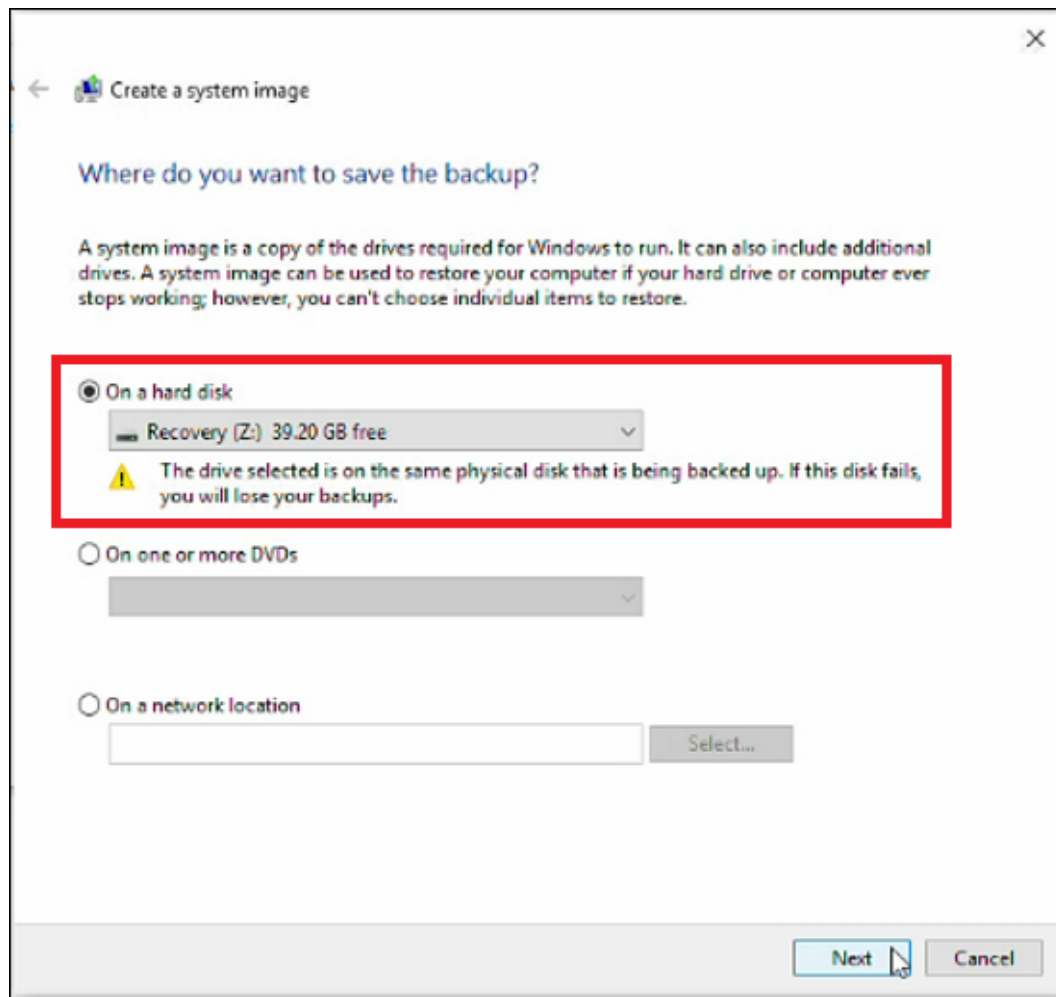 Create a system image
Where do you want to save the backup?
A system image is a copy of the drives required for Windows to run. It can also include additional
drives. A system image can be used to restore your computer if your hard drive or computer ever
stops working; however, you can't choose individual items to restore.
On a hard disk
Recovery (Z:) 39.20 GB free
The drive selected is on the same physical disk that is being backed up. If this disk fails,
you will lose your backups.
On one or more DVDs
On a network location
Select...
Next
Cancel